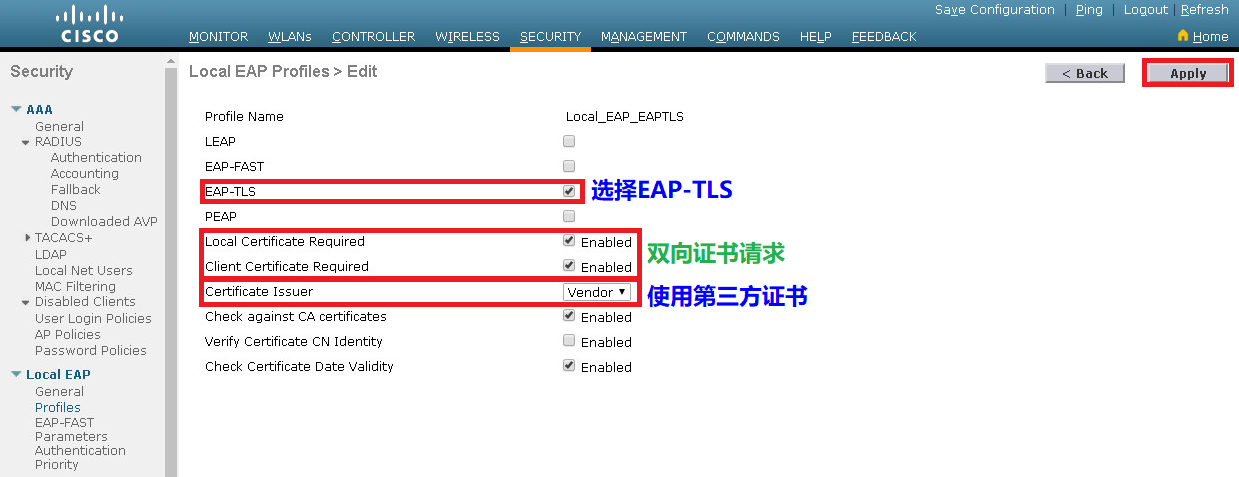 Save Configuration | Ping | Logout | Refresh
CISCO
MONITOR WLANs CONTROLLER WIRELESS SECURITY MANAGEMENT COMMANDS HELP FEEDBACK
Home
Security
AAA
General
RADIUS
Authentication
Accounting
Fallback
DNS
Downloaded AVP
TACACS+
LDAP
Local Net Users
MAC Filtering
Disabled Clients
User Login Policies
AP Policies
Password Policies
Local EAP
General
Profiles
EAP-FAST
Parameters
Authentication
Priority
Local EAP Profiles > Edit
< Back
Apply
Profile Name Local_EAP_EAPTLS
LEAP
EAP-FAST
EAP-TLS 选择EAP-TLS
PEAP
Local Certificate Required Enabled
双向证书请求
Client Certificate Required Enabled
Certificate Issuer Vendor 使用第三方证书
Check against CA certificates Enabled
Verify Certificate CN Identity Enabled
Check Certificate Date Validity Enabled